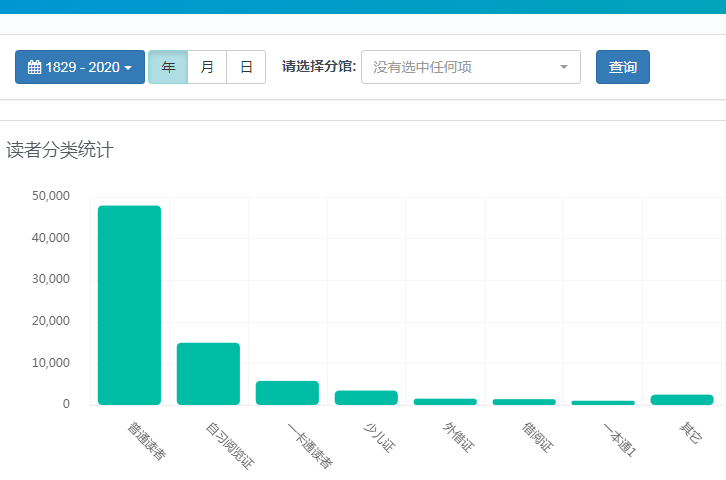 1829 - 2020 年 月 日 请选择分馆: 没有选中任何项 查询
读者分类统计
50,000
40,000
30,000
20,000
10,000
0
普通读者
自习阅览证
一卡通读者
少儿证
外借证
借阅证
一本通1
其它